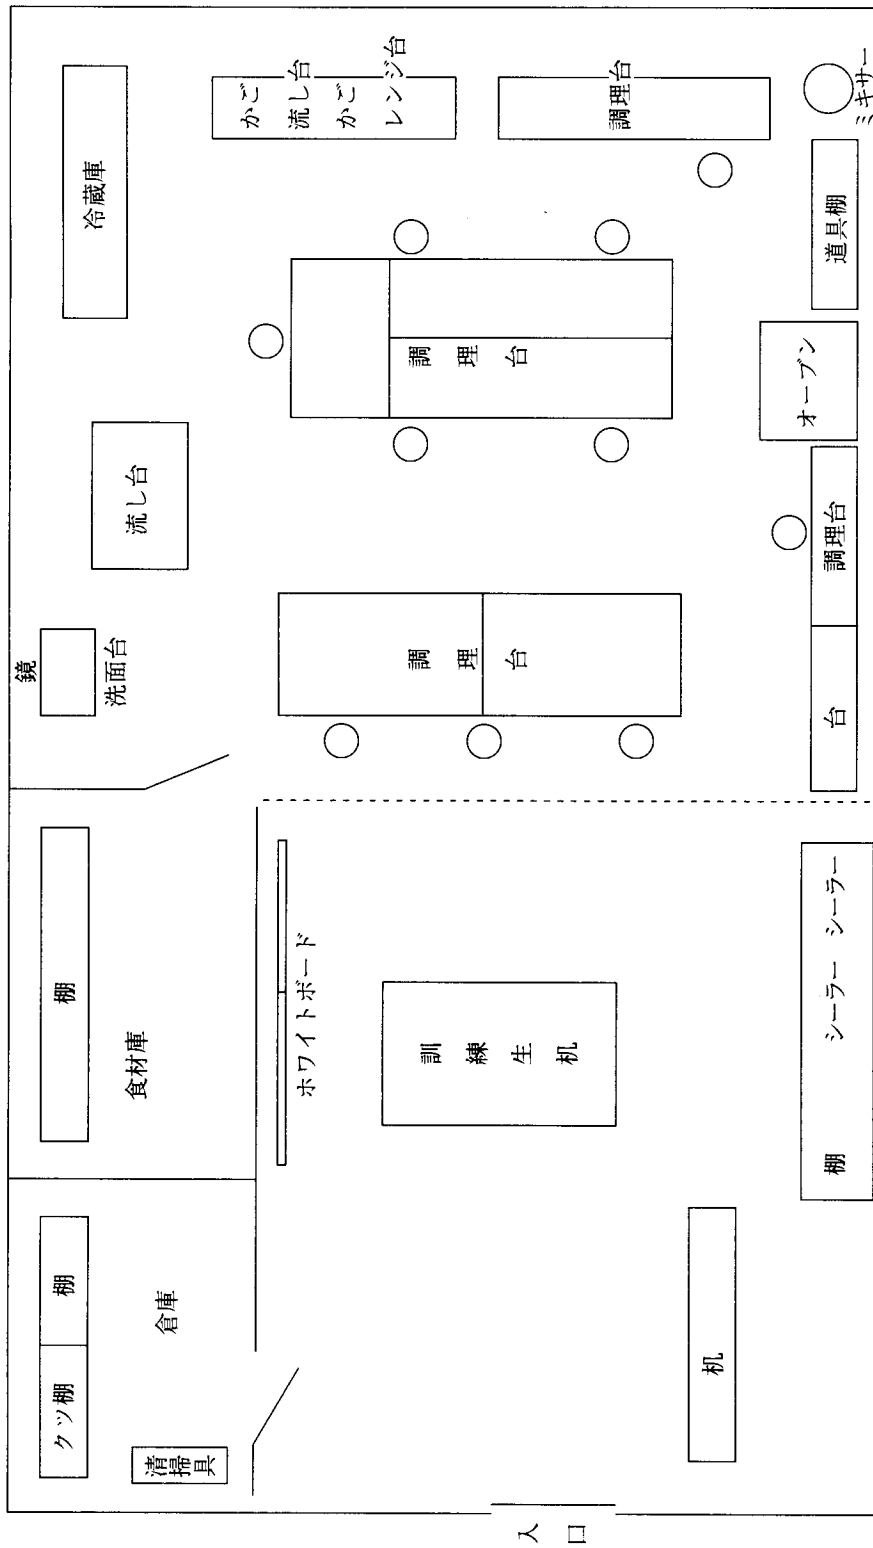 クツ棚
棚
棚
鏡
洗面台
流し台
冷蔵庫
清掃具
倉庫
食材庫
ホワイトボード
かご
流し台
かご
レンジ台
調理台
調理台
調理台
訓練生机
入口
机
棚
シーラー
シーラー
台
調理台
オーブン
道具棚
ミキサー